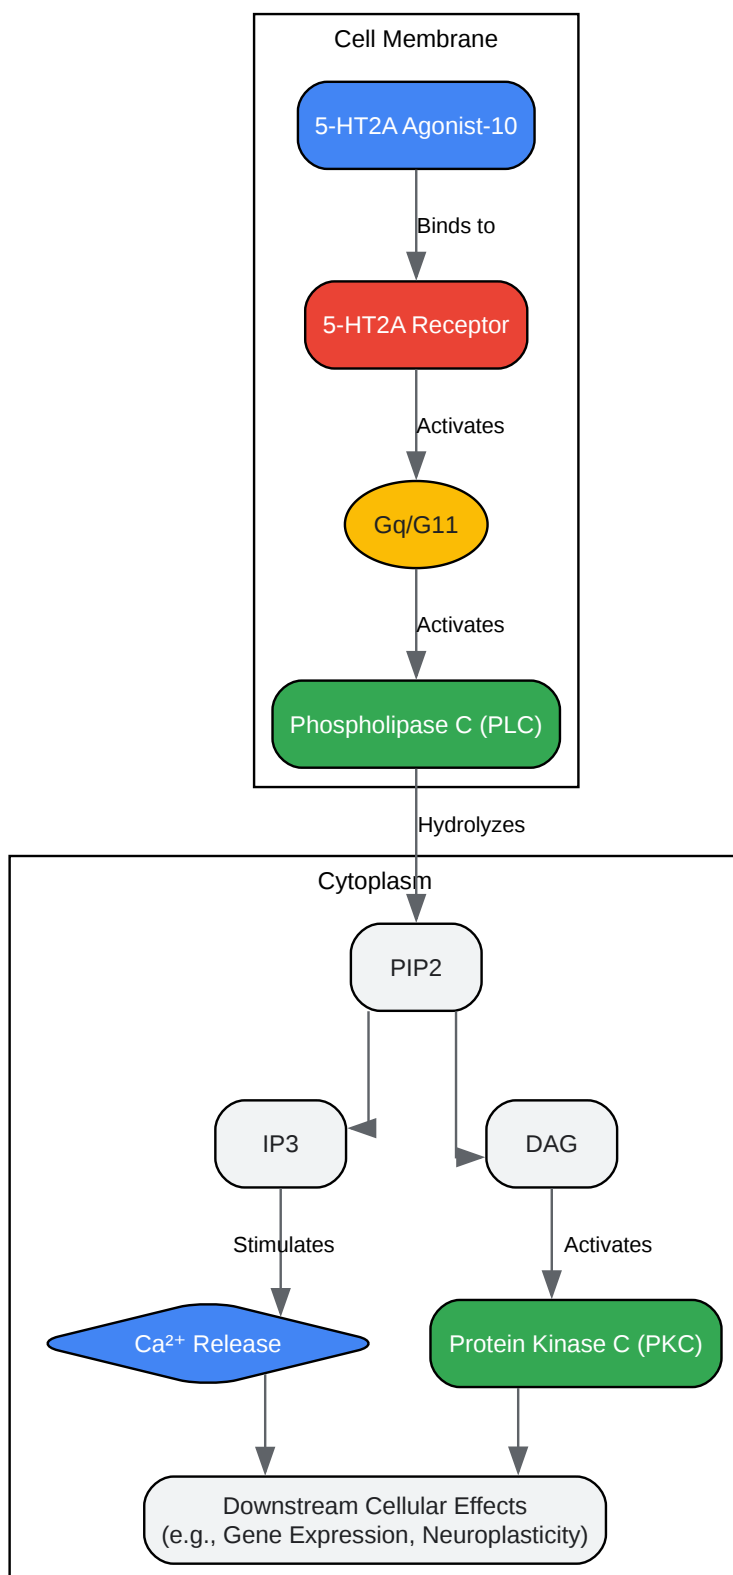 Cell Membrane
5-HT2A Agonist-10
Binds to
5-HT2A Receptor
Activates
Gq/G11
Activates
Phospholipase C (PLC)
Hydrolyzes
Cytoplasm
PIP2
IP3
DAG
Stimulates
Activates
Ca²⁺ Release
Protein Kinase C (PKC)
Downstream Cellular Effects
(e.g., Gene Expression, Neuroplasticity)